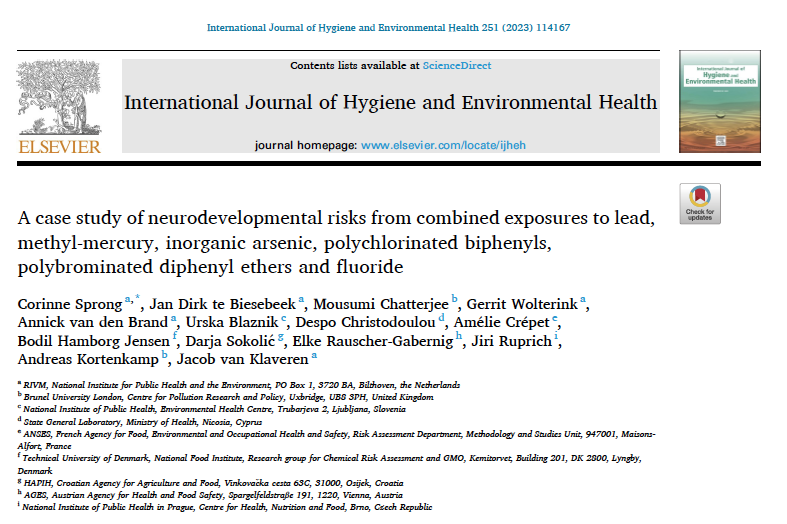 International Journal of Hygiene and Environmental Health 251 (2023) 114167
Contents lists available at ScienceDirect
International Journal of Hygiene and Environmental Health
journal homepage: www.elsevier.com/locate/ijheh
ELSEVIER
International Journal of
Hygiene and
Environmental Health
Check for
updates
A case study of neurodevelopmental risks from combined exposures to lead,
methyl-mercury, inorganic arsenic, polychlorinated biphenyls,
polybrominated diphenyl ethers and fluoride
Corinne Sprong a,*, Jan Dirk te Biesebeek a, Mousumi Chatterjee b, Gerrit Wolterink a,
Annick van den Brand a, Urska Blaznik c, Despo Christodoulou d, Amélie Crépet e,
Bodil Hamborg Jensen f, Darja Sokolić g, Elke Rauscher-Gabernig h, Jiri Ruprich i,
Andreas Kortenkamp b, Jacob van Klaveren a
a RIVM, National Institute for Public Health and the Environment, PO Box 1, 3720 BA, Bilthoven, the Netherlands
b Brunel University London, Centre for Pollution Research and Policy, Uxbridge, UB8 3PH, United Kingdom
c National Institute of Public Health, Environmental Health Centre, Trubarjeva 2, Ljubljana, Slovenia
d State General Laboratory, Ministry of Health, Nicosia, Cyprus
e ANSES, French Agency for Food, Environmental and Occupational Health and Safety, Risk Assessment Department, Methodology and Studies Unit, 947001, Maisons-
Alfort, France
f Technical University of Denmark, National Food Institute, Research group for Chemical Risk Assessment and GMO, Kemitorvet, Building 201, DK 2800, Lyngby,
Denmark
g HAPIH, Croatian Agency for Agriculture and Food, Vinkovačka cesta 63C, 31000, Osijek, Croatia
h AGES, Austrian Agency for Health and Food Safety, Spargelfeldstraße 191, 1220, Vienna, Austria
i National Institute of Public Health in Prague, Centre for Health, Nutrition and Food, Brno, Czech Republic